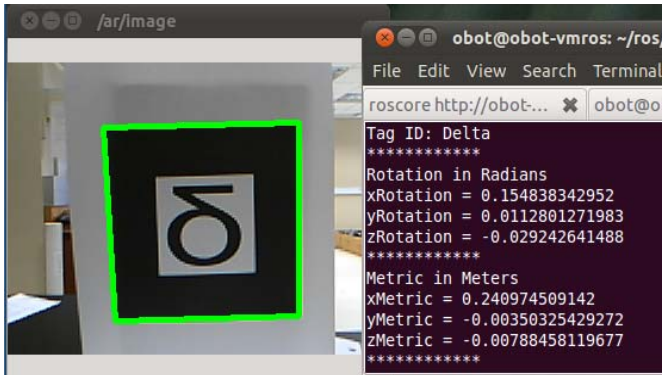 /ar/image
δ
obot@obot-vmros: ~/ros/
File Edit View Search Terminal
roscore http://obot-... ✖ obot@o
Tag ID: Delta
************
Rotation in Radians
xRotation = 0.154838342952
yRotation = 0.0112801271983
zRotation = -0.029242641488
************
Metric in Meters
xMetric = 0.240974509142
yMetric = -0.00350325429272
zMetric = -0.00788458119677
************